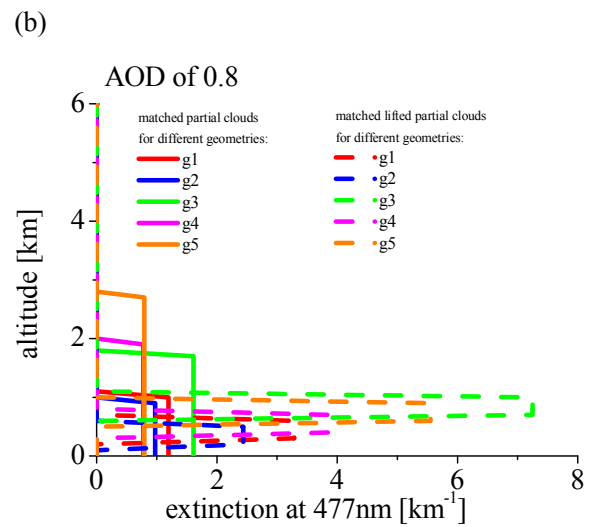 (b)
AOD of 0.8
matched partial clouds
for different geometries:
g1
g2
g3
g4
g5
matched lifted partial clouds
for different geometries:
g1
g2
g3
g4
g5
altitude [km]
6
4
2
0
0 2 4 6 8
extinction at 477nm [km⁻¹]